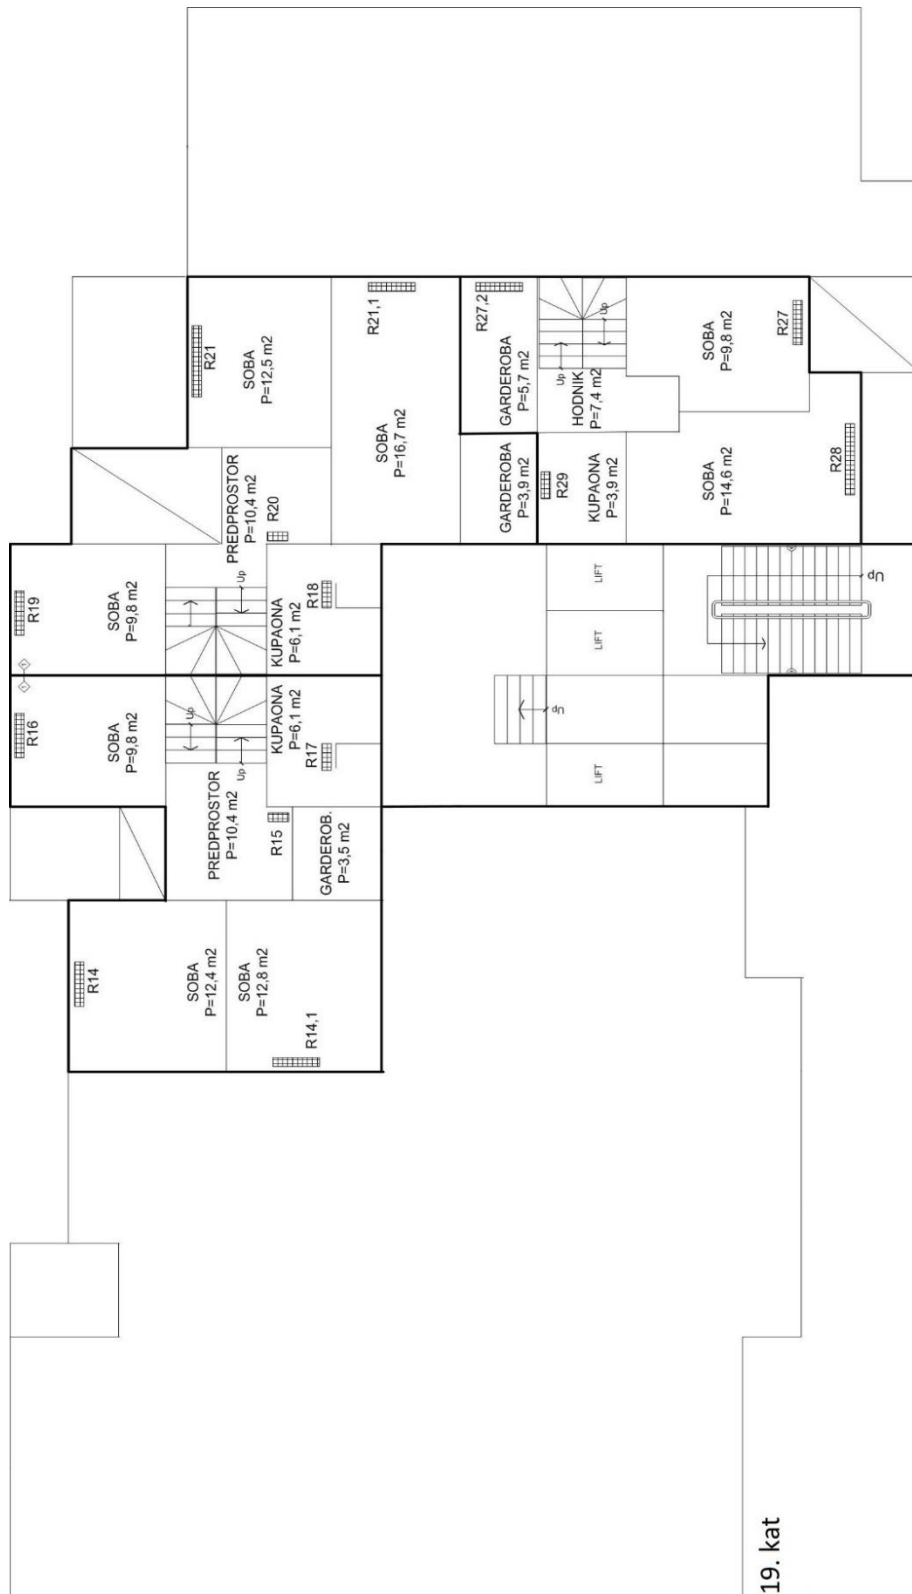 R14
R16
R19
R21
SOBA
P=12,4 m2
SOBA
P=9,8 m2
SOBA
P=9,8 m2
SOBA
P=12,5 m2
Up
Up
Up
Up
PREDPROSTOR
P=10,4 m2
PREDPROSTOR
P=10,4 m2
SOBA
P=12,8 m2
R14,1
R15
KUPAONA
P=6,1 m2
KUPAONA
P=6,1 m2
R20
GARDEROB.
P=3,5 m2
R17
R18
SOBA
P=16,7 m2
R21,1
GARDEROBA
P=3,9 m2
GARDEROBA
P=5,7 m2
R27,2
R29
Up
Up
Up
HODNIK
P=7,4 m2
KUPAONA
P=3,9 m2
LIFT
LIFT
LIFT
SOBA
P=14,6 m2
SOBA
P=9,8 m2
R27
R28
Up
19. kat